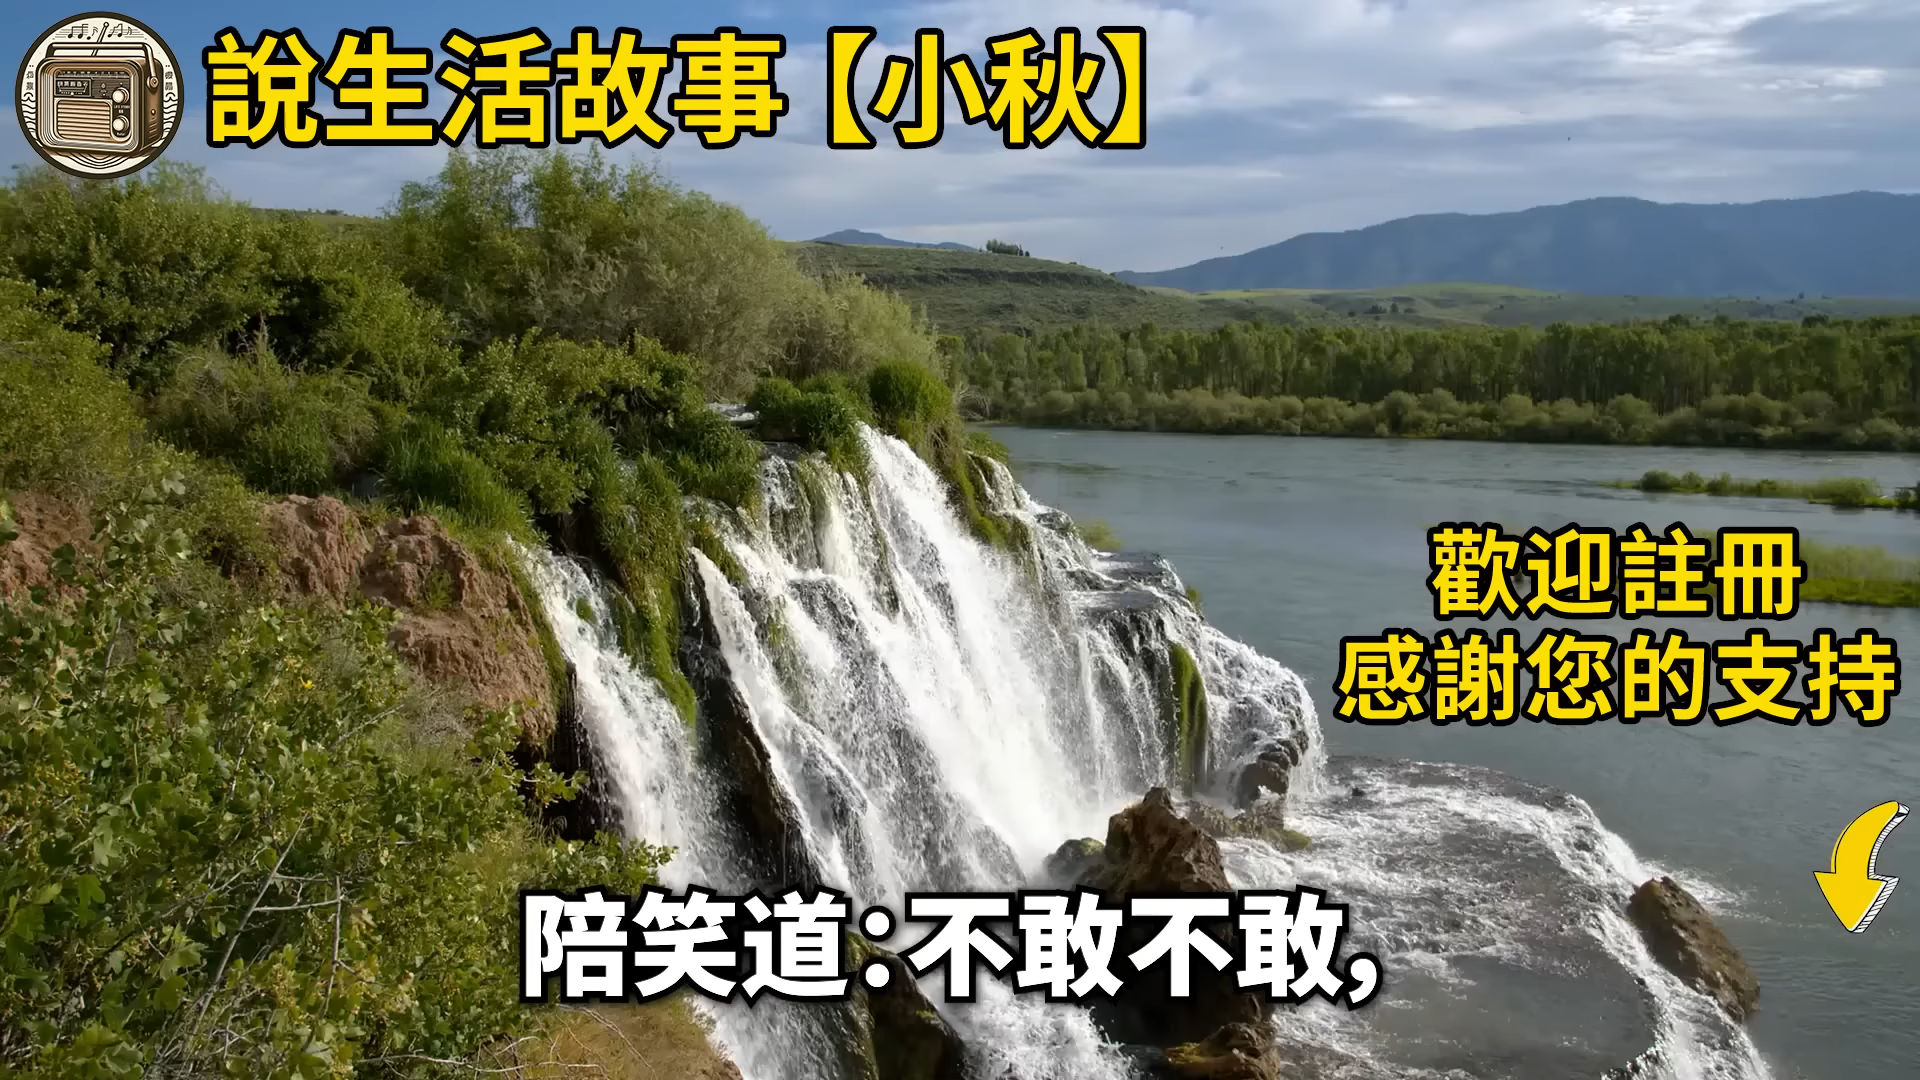 說生活故事【小秋】
歡迎註冊
感謝您的支持
陪笑道:不敢不敢,